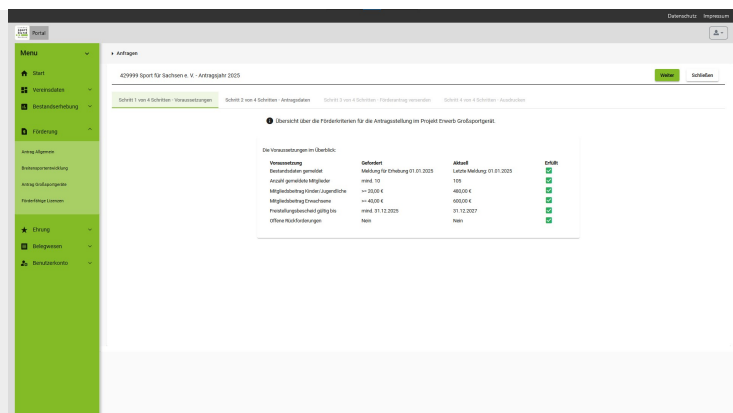 Datenschutz Impressum
Portal
Menu
Anfragen
Start
429999 Sport für Sachsen e. V. - Antragsjahr 2025
Weiter
Schließen
Vereinsdaten
Bestandserhebung
Schritt 1 von 4 Schritten - Voraussetzungen
Schritt 2 von 4 Schritten - Antragsdaten
Schritt 3 von 4 Schritten - Förderantrag versenden
Schritt 4 von 4 Schritten - Ausdrucken
Übersicht über die Förderkriterien für die Antragsstellung im Projekt Erwerb Großsportgerät.
Förderung
Antrag Allgemein
Breitensportentwicklung
Antrag Großsportgeräte
Förderfähige Lizenzen
Die Voraussetzungen im Überblick:
Voraussetzung Gefordert Aktuell Erfüllt
Bestandsdaten gemeldet Meldung für Erhebung 01.01.2025 Letzte Meldung: 01.01.2025
Anzahl gemeldete Mitglieder mind. 10 105
Mitgliedsbeitrag Kinder/Jugendliche >= 20,00 € 480,00 €
Mitgliedsbeitrag Erwachsene >= 40,00 € 600,00 €
Freistellungsbescheid gültig bis mind. 31.12.2025 31.12.2027
Offene Rückforderungen Nein Nein
Ehrung
Belegwesen
Benutzerkonto